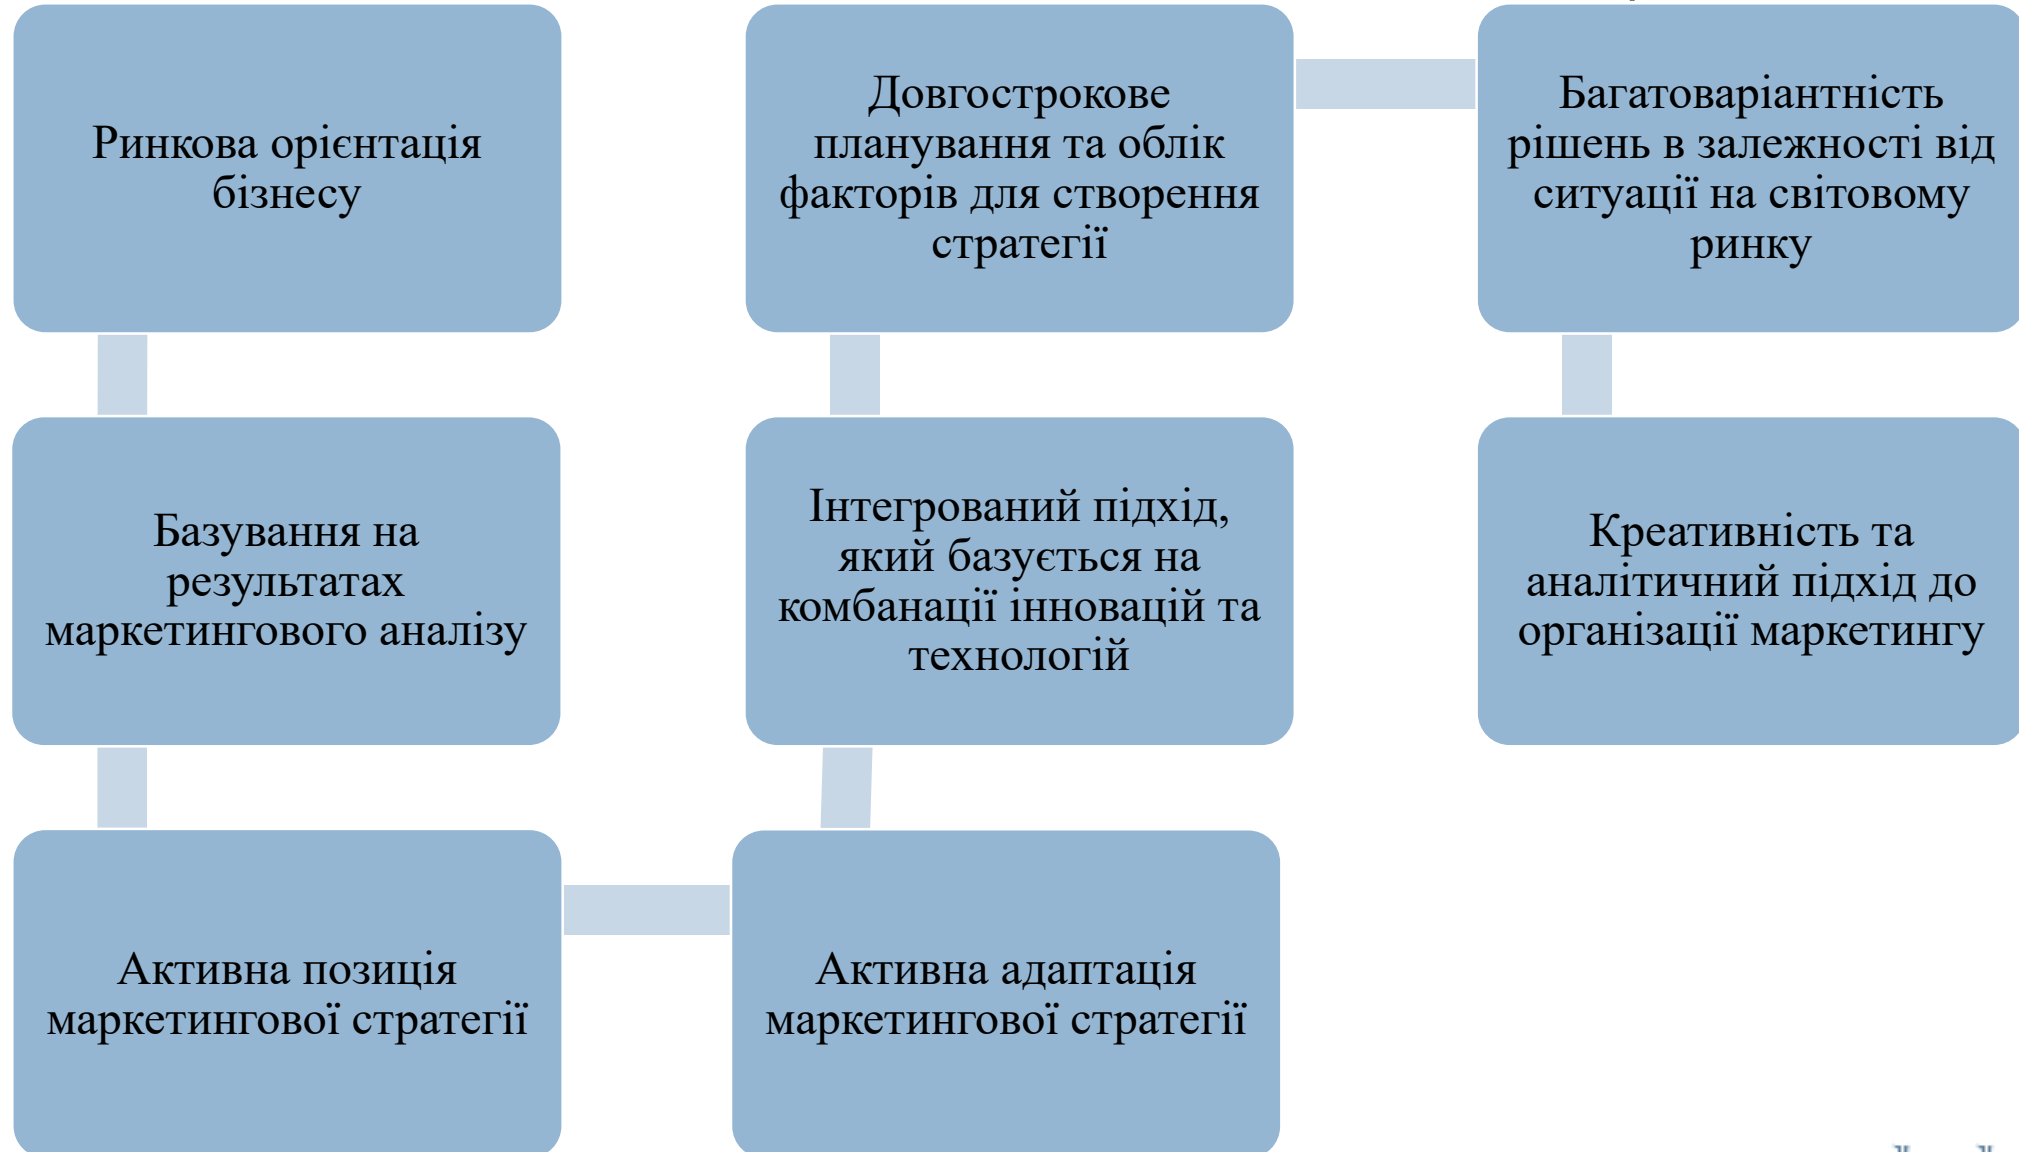 Ринкова орієнтація
бізнесу
Базування на
результатах
маркетингового аналізу
Активна позиція
маркетингової стратегії
Активна адаптація
маркетингової стратегії
Інтегрований підхід,
який базується на
комбанації інновацій та
технологій
Довгострокове
планування та облік
факторів для створення
стратегії
Багатоваріантність
рішень в залежності від
ситуації на світовому
ринку
Креативність та
аналітичний підхід до
організації маркетингу